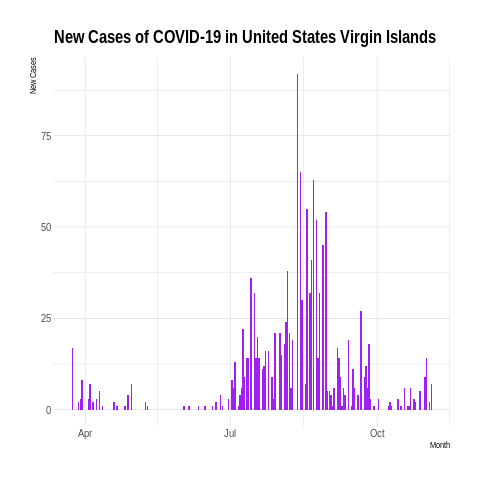 New Cases of COVID-19 in United States Virgin Islands
New Cases
75
50
25
0
Apr
Jul
Oct
Month